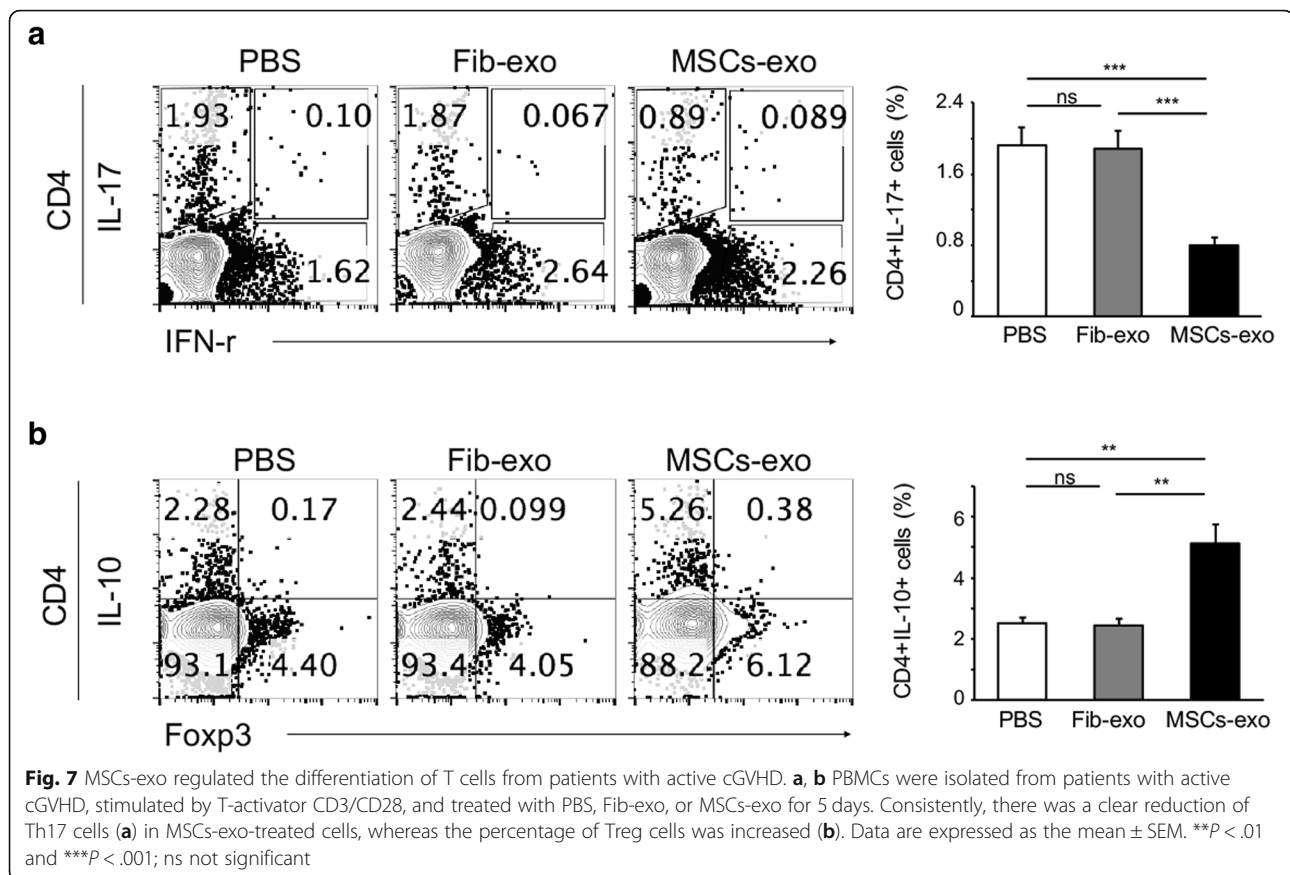 a
PBS Fib-exo MSCs-exo
CD4
IL-17
1.93 0.10 1.87 0.067 0.89 0.089
1.62 2.64 2.26
IFN-r
CD4+IL-17+ cells (%)
2.4
1.6
0.8
0
***
ns ***
PBS Fib-exo MSCs-exo
b
PBS Fib-exo MSCs-exo
CD4
IL-10
2.28 0.17 2.44 0.099 5.26 0.38
93.1 4.40 93.4 4.05 88.2 6.12
Foxp3
CD4+IL-10+ cells (%)
6
4
2
0
**
ns **
PBS Fib-exo MSCs-exo
Fig. 7 MSCs-exo regulated the differentiation of T cells from patients with active cGVHD. a, b PBMCs were isolated from patients with active
cGVHD, stimulated by T-activator CD3/CD28, and treated with PBS, Fib-exo, or MSCs-exo for 5 days. Consistently, there was a clear reduction of
Th17 cells (a) in MSCs-exo-treated cells, whereas the percentage of Treg cells was increased (b). Data are expressed as the mean ± SEM. **P < .01
and ***P < .001; ns not significant